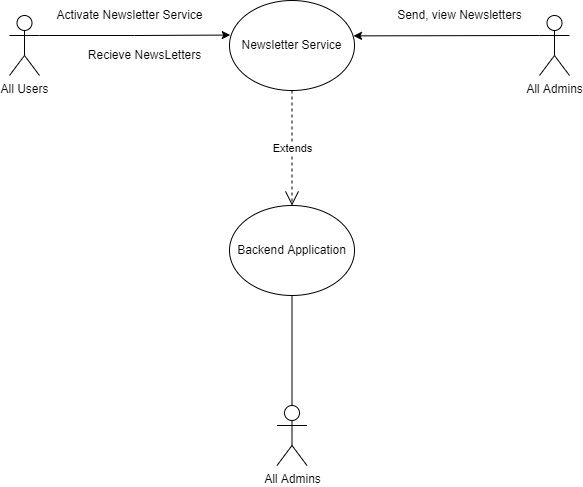 Activate Newsletter Service
Send, view Newsletters
Newsletter Service
Recieve NewsLetters
All Users
All Admins
Extends
Backend Application
All Admins